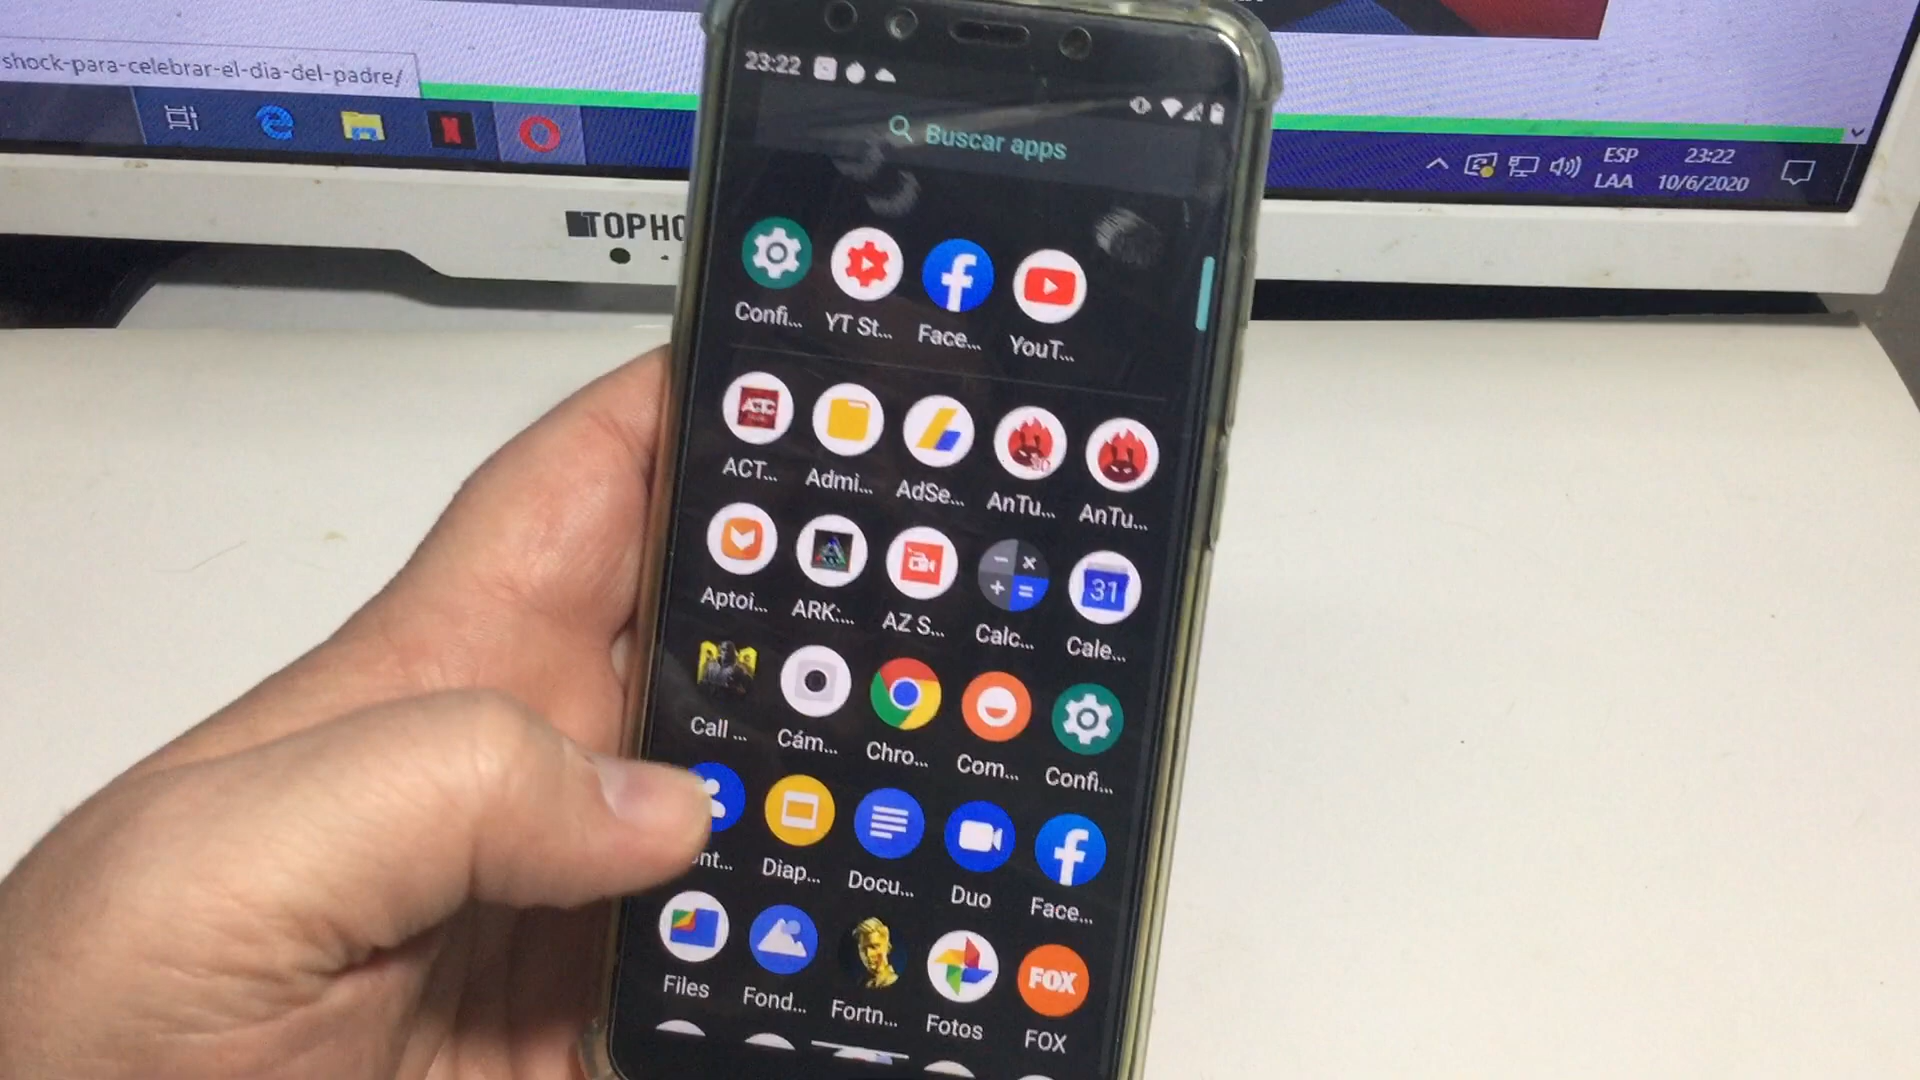 shock-para-celebrar-el-dia-del-padre/
ESP
LAA
23:22
10/6/2020
TOPHO
23:22
Buscar apps
Confi...
YT St...
Face...
YouT...
ACT...
Admi...
AdSe...
AnTu...
AnTu...
Aptoi...
ARK:...
AZ S...
31
Calc...
Cale...
Call ...
Cám...
Chro...
Com...
Confi...
nt...
Diap...
Docu...
Duo
Face...
FOX
Files
Fond...
Fortn...
Fotos
FOX